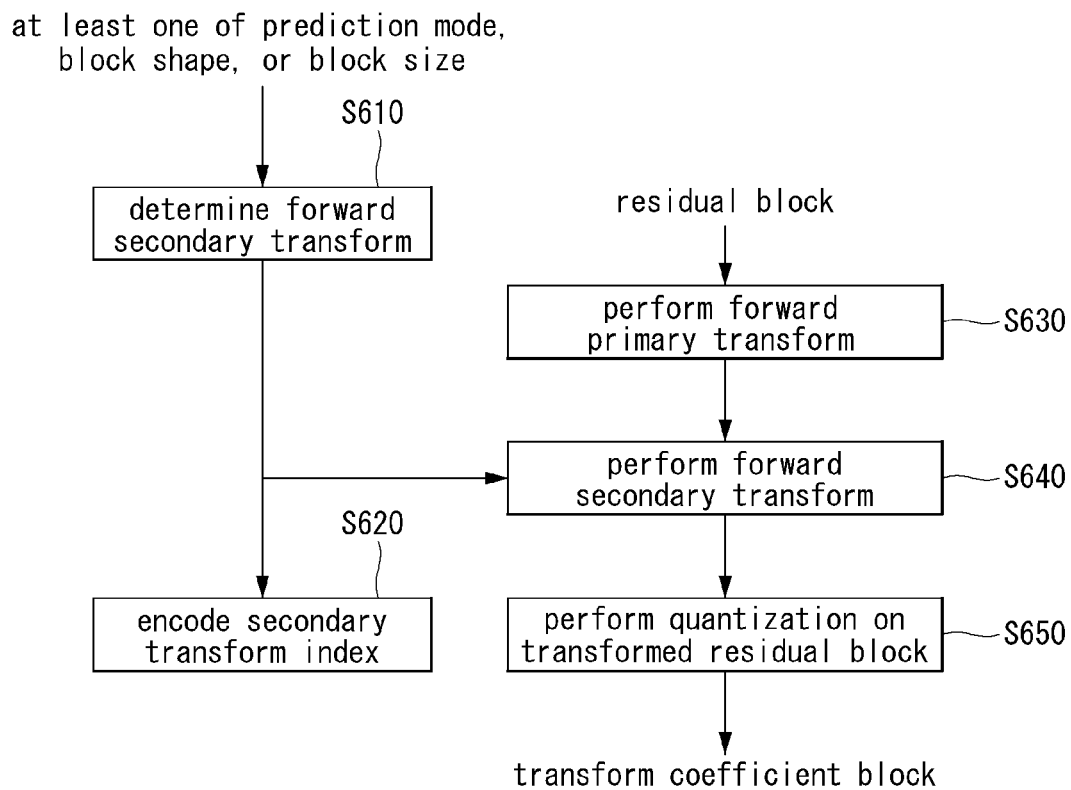 at least one of prediction mode,
block shape, or block size
S610
determine forward
secondary transform
residual block
perform forward
primary transform
S630
perform forward
secondary transform
S640
S620
encode secondary
transform index
perform quantization on
transformed residual block
S650
transform coefficient block